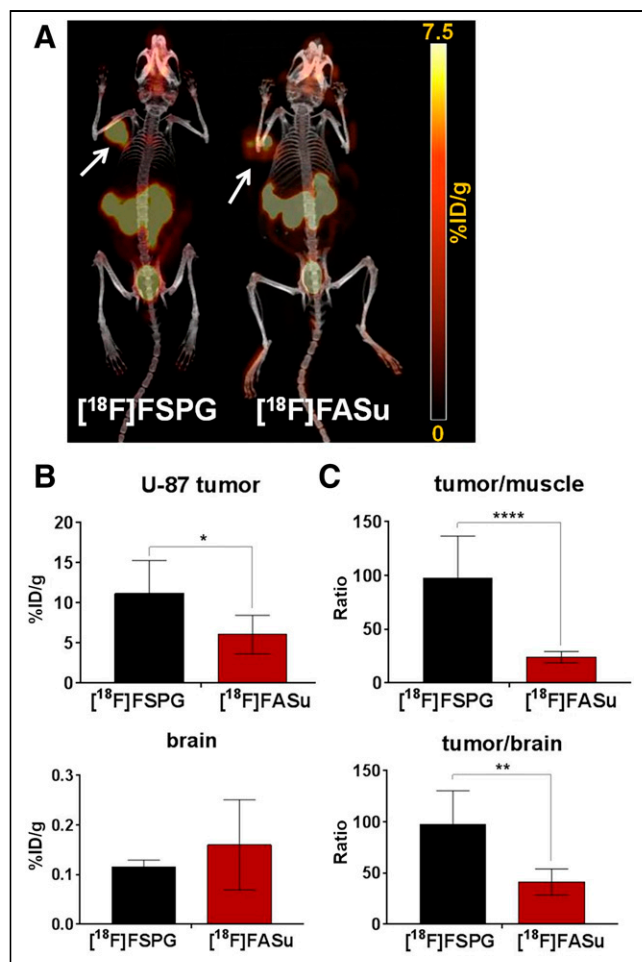 A
7.5
%ID/g
0
[¹⁸F]FSPG
[¹⁸F]FASu
B
U-87 tumor
%ID/g
20
15
10
5
0
*
[¹⁸F]FSPG
[¹⁸F]FASu
C
tumor/muscle
Ratio
150
100
50
0
****
[¹⁸F]FSPG
[¹⁸F]FASu
brain
%ID/g
0.3
0.2
0.1
0.0
[¹⁸F]FSPG
[¹⁸F]FASu
tumor/brain
Ratio
150
100
50
0
**
[¹⁸F]FSPG
[¹⁸F]FASu